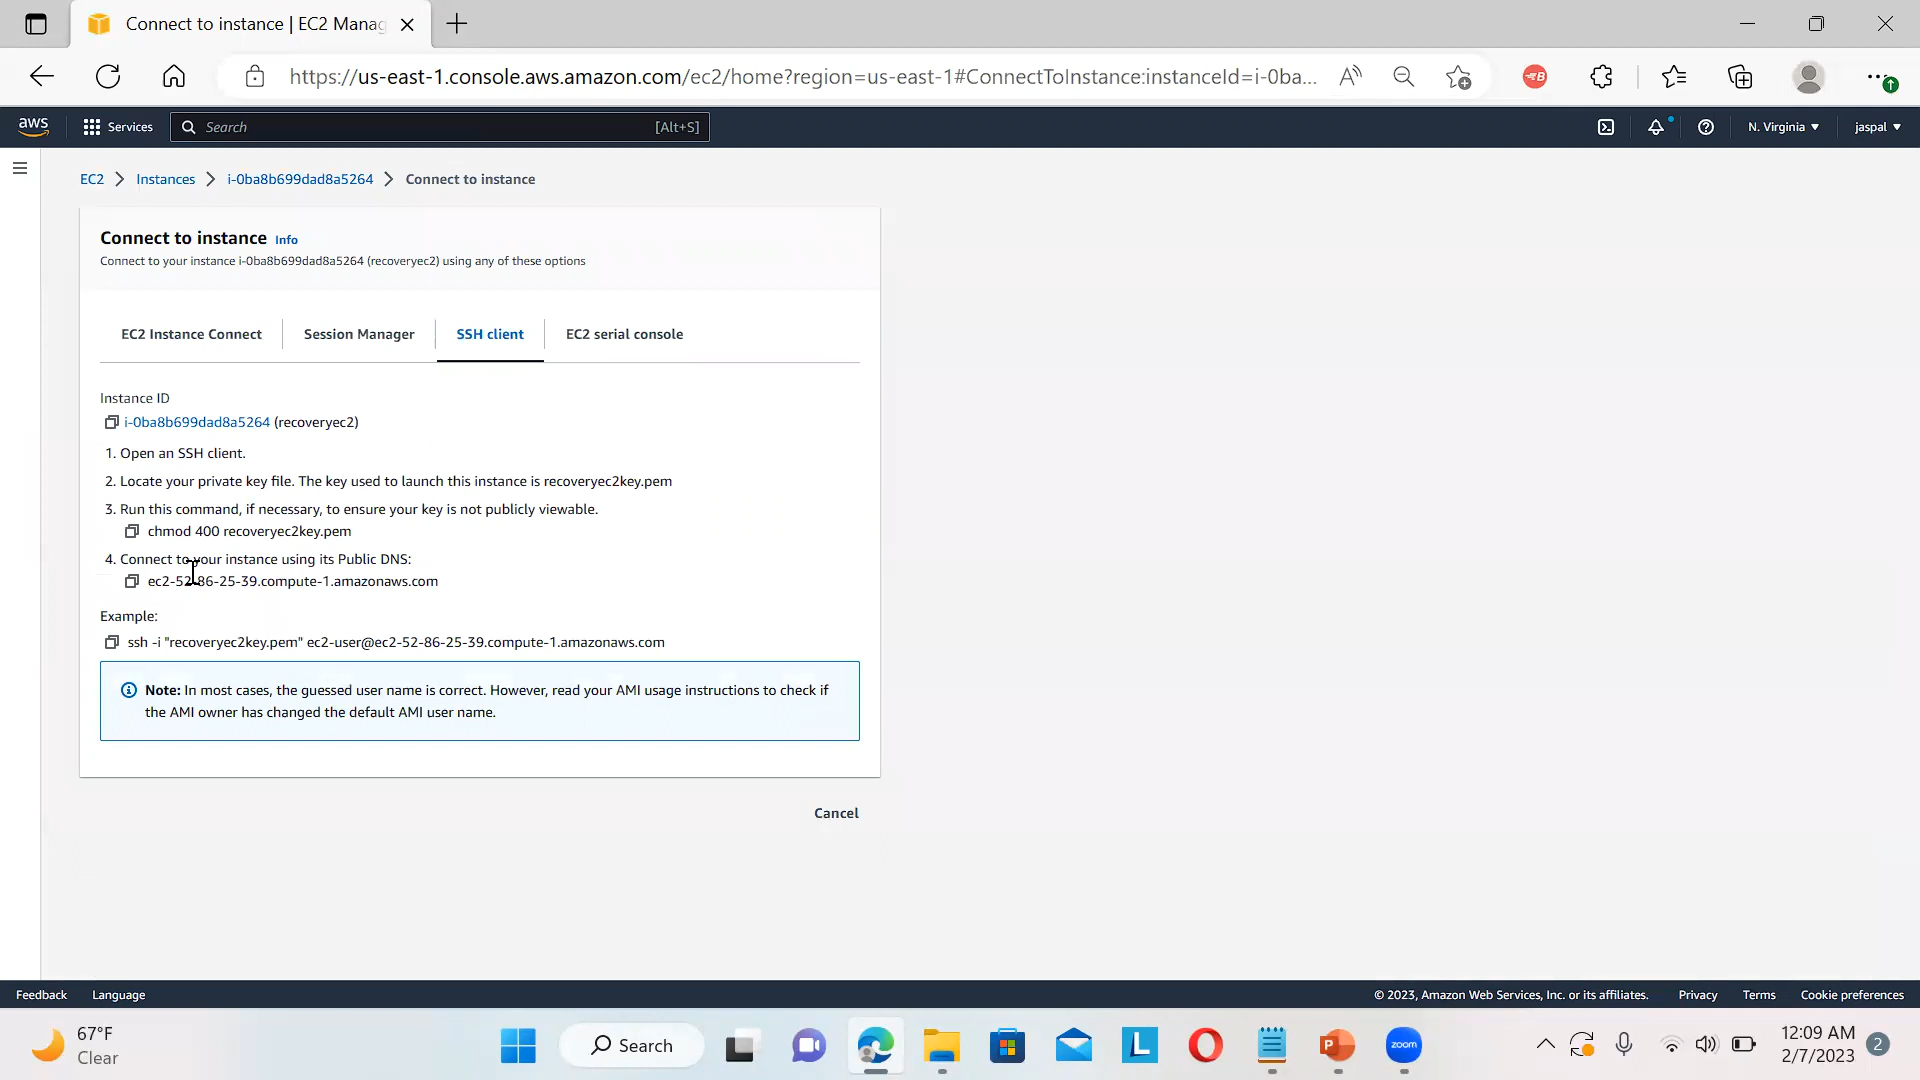 Connect to instance | EC2 Manag
https://us-east-1.console.aws.amazon.com/ec2/home?region=us-east-1#ConnectToInstance:instanceId=i-0ba...
aws
Services
Search
[Alt+S]
N. Virginia
jaspal
EC2 > Instances > i-0ba8b699dad8a5264 > Connect to instance
Connect to instance Info
Connect to your instance i-0ba8b699dad8a5264 (recoveryec2) using any of these options
EC2 Instance Connect
Session Manager
SSH client
EC2 serial console
Instance ID
i-0ba8b699dad8a5264 (recoveryec2)
1. Open an SSH client.
2. Locate your private key file. The key used to launch this instance is recoveryec2key.pem
3. Run this command, if necessary, to ensure your key is not publicly viewable.
chmod 400 recoveryec2key.pem
4. Connect to your instance using its Public DNS:
ec2-52-86-25-39.compute-1.amazonaws.com
Example:
ssh -i "recoveryec2key.pem" ec2-user@ec2-52-86-25-39.compute-1.amazonaws.com
Note: In most cases, the guessed user name is correct. However, read your AMI usage instructions to check if
the AMI owner has changed the default AMI user name.
Cancel
Feedback
Language
© 2023, Amazon Web Services, Inc. or its affiliates.
Privacy
Terms
Cookie preferences
67°F
Clear
Search
L
zoom
12:09 AM
2/7/2023
2